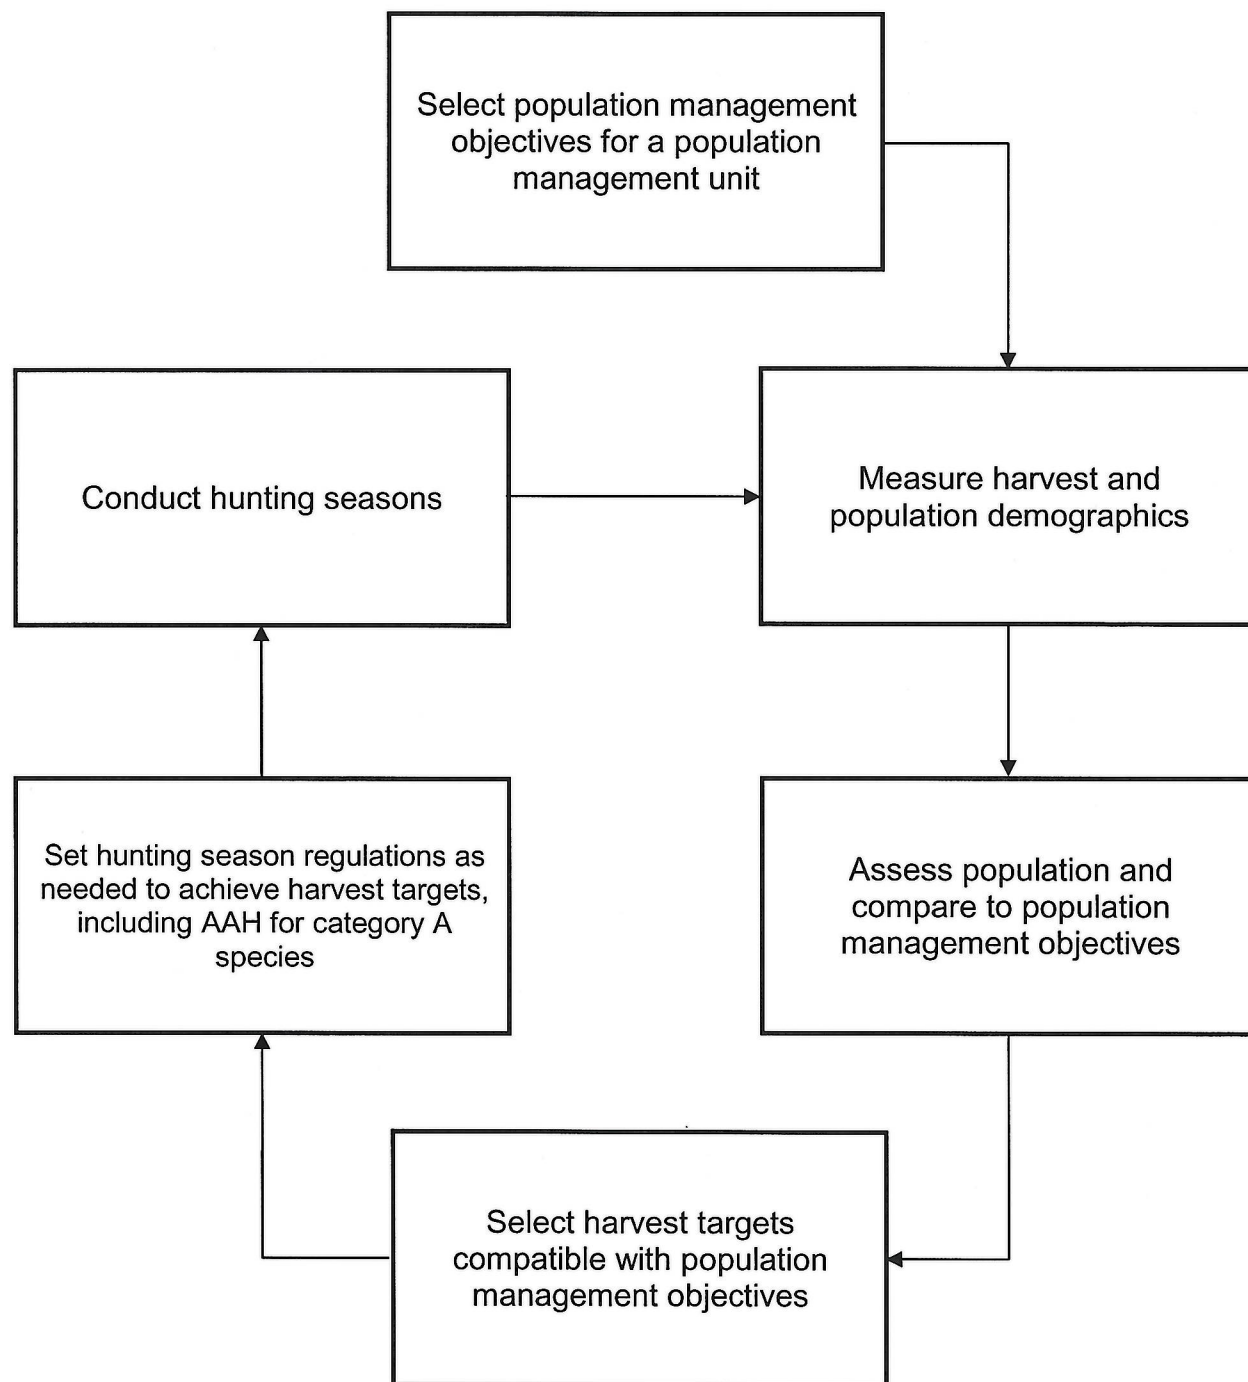 Select population management
objectives for a population
management unit
Conduct hunting seasons
Measure harvest and
population demographics
Set hunting season regulations as
needed to achieve harvest targets,
including AAH for category A
species
Assess population and
compare to population
management objectives
Select harvest targets
compatible with population
management objectives